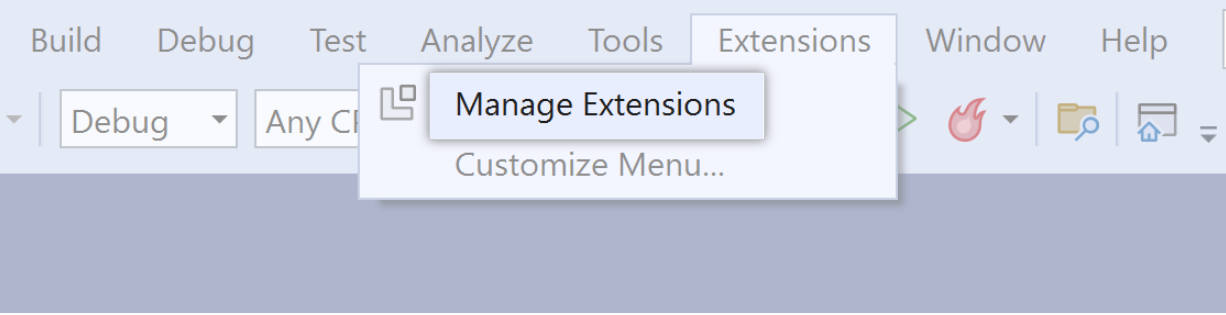 Build Debug Test Analyze Tools Extensions Window Help
Debug Any Manage Extensions
Customize Menu...